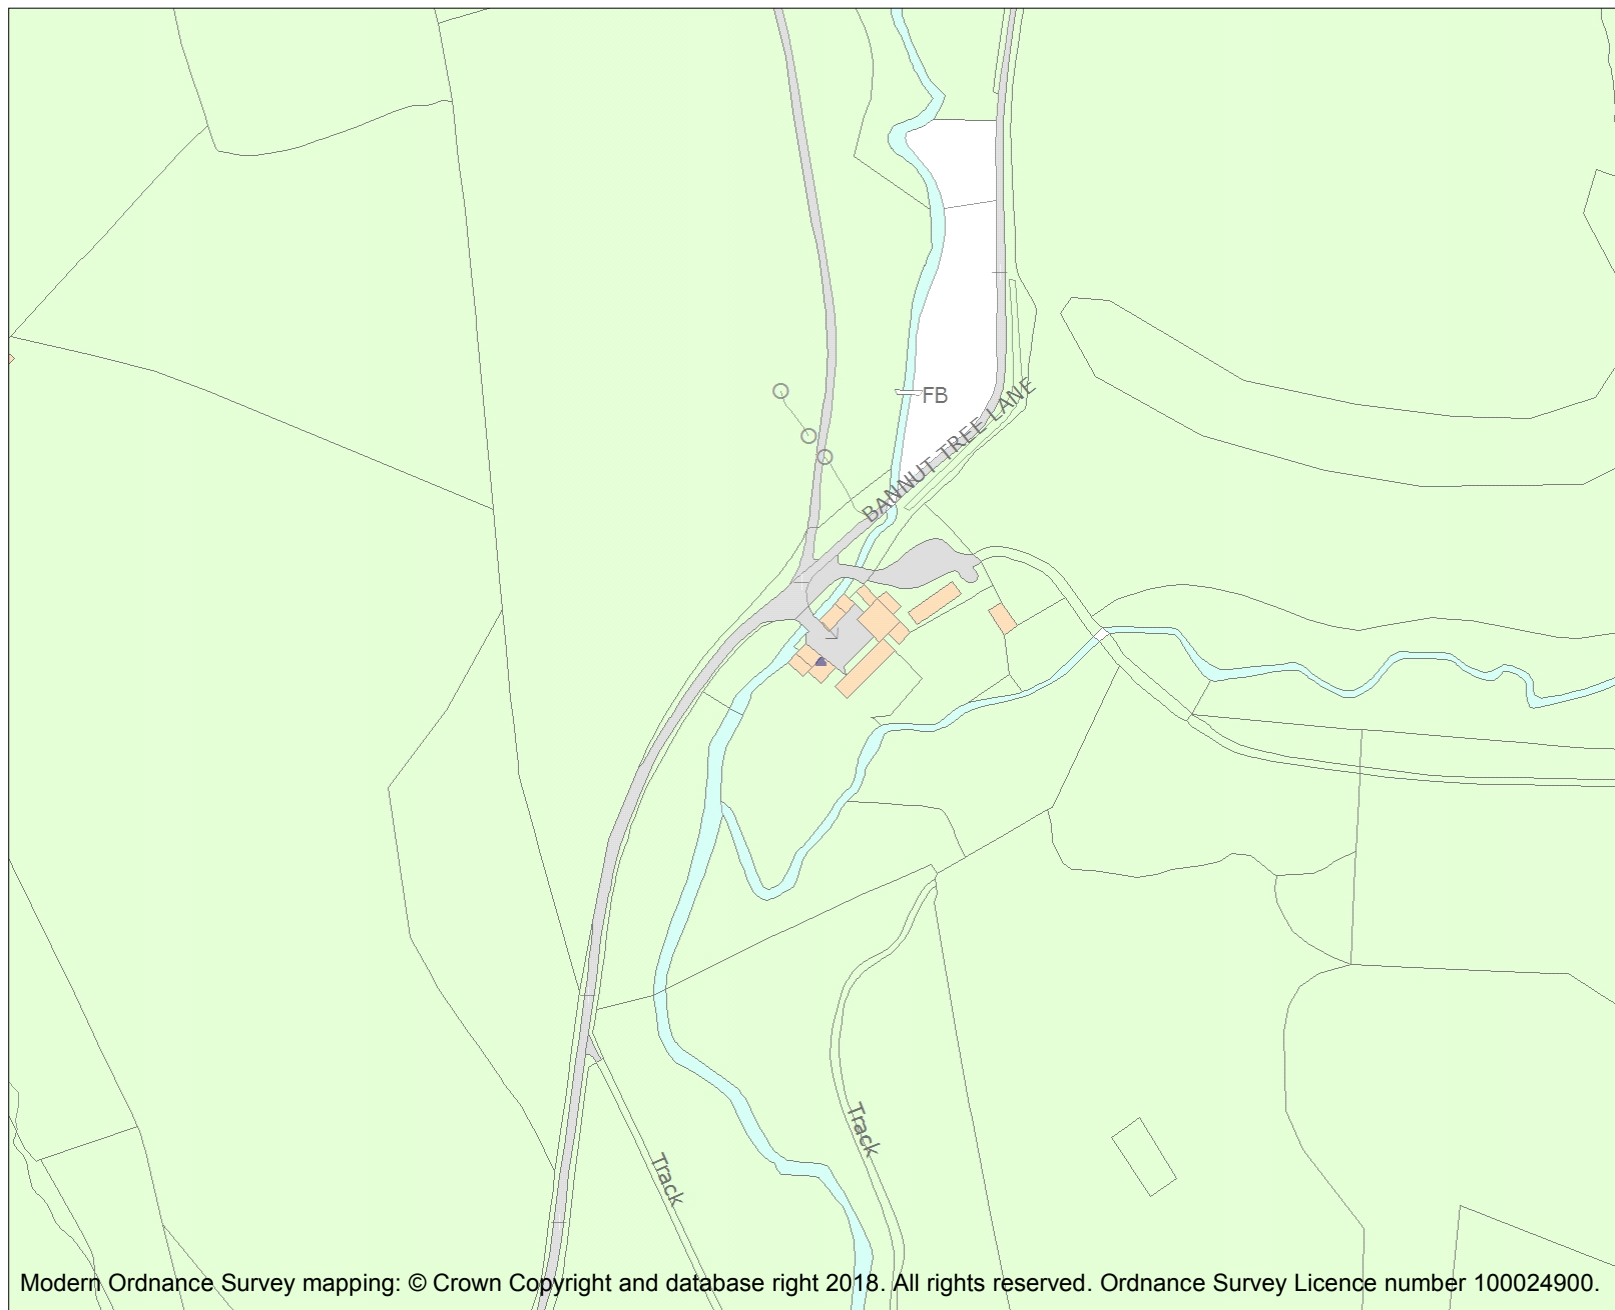 FB
BANNUT TREE LANE
Track
Track
Modern Ordnance Survey mapping: © Crown Copyright and database right 2018. All rights reserved. Ordnance Survey Licence number 100024900.